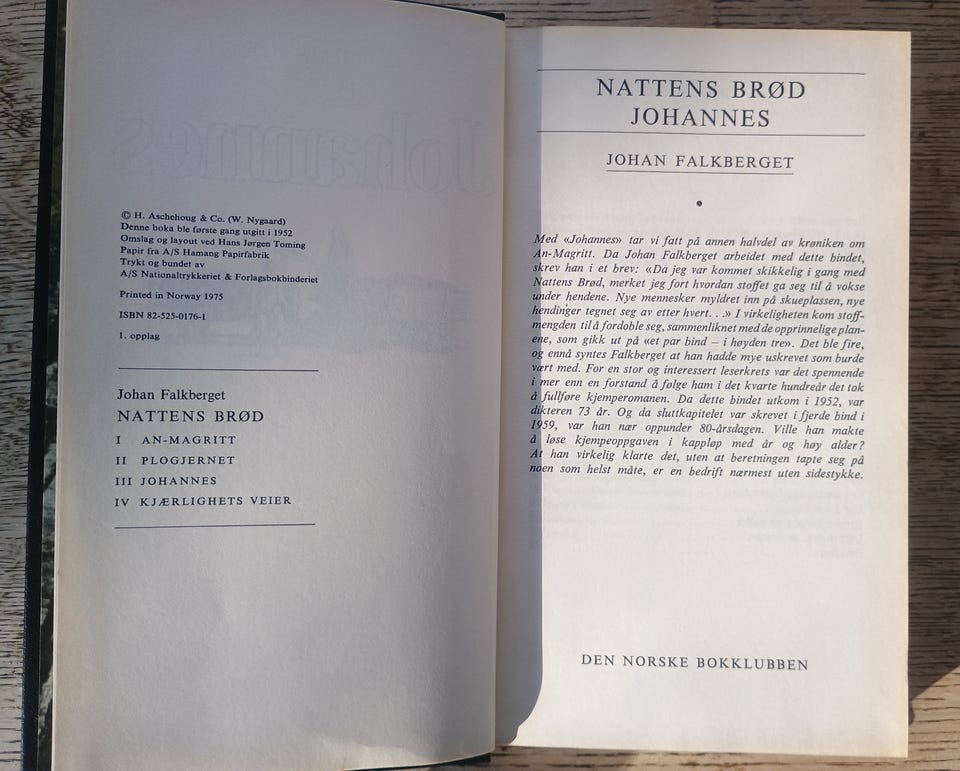 Johannes
© H. Aschehoug & Co. (W. Nygaard)
Denne boka ble første gang utgitt i 1952
Omslag og layout ved Hans Jørgen Toming
Papir fra A/S Hamang Papirfabrik
Trykt og bundet av
A/S Nationaltrykkeriet & Forlagsbokbinderiet
Printed in Norway 1975
ISBN 82-525-0176-1
1. opplag
Johan Falkberget
NATTENS BRØD
I AN-MAGRITT
II PLOGJERNET
III JOHANNES
IV KJÆRLIGHETS VEIER
NATTENS BRØD
JOHANNES
JOHAN FALKBERGET
•
Med «Johannes» tar vi fatt på annen halvdel av krøniken om
An-Magritt. Da Johan Falkberget arbeidet med dette bindet,
skrev han i et brev: «Da jeg var kommet skikkelig i gang med
Nattens Brød, merket jeg fort hvordan stoffet ga seg til å vokse
under hendene. Nye mennesker myldret inn på skueplassen, nye
hendinger tegnet seg av etter hvert. . .» I virkeligheten kom stoff-
mengden til å fordoble seg, sammenliknet med de opprinnelige plan-
ene, som gikk ut på «et par bind – i høyden tre». Det ble fire,
og ennå syntes Falkberget at han hadde mye uskrevet som burde
vært med. For en stor og interessert leserkrets var det spennende
i mer enn en forstand å følge ham i det kvarte hundreår det tok
å fullføre kjemperomanen. Da dette bindet utkom i 1952, var
dikteren 73 år. Og da sluttkapitelet var skrevet i fjerde bind i
1959, var han nær oppunder 80-årsdagen. Ville han makte
å løse kjempeoppgaven i kappløp med år og høy alder?
At han virkelig klarte det, uten at beretningen tapte seg på
noen som helst måte, er en bedrift nærmest uten sidestykke.
DEN NORSKE BOKKLUBBEN